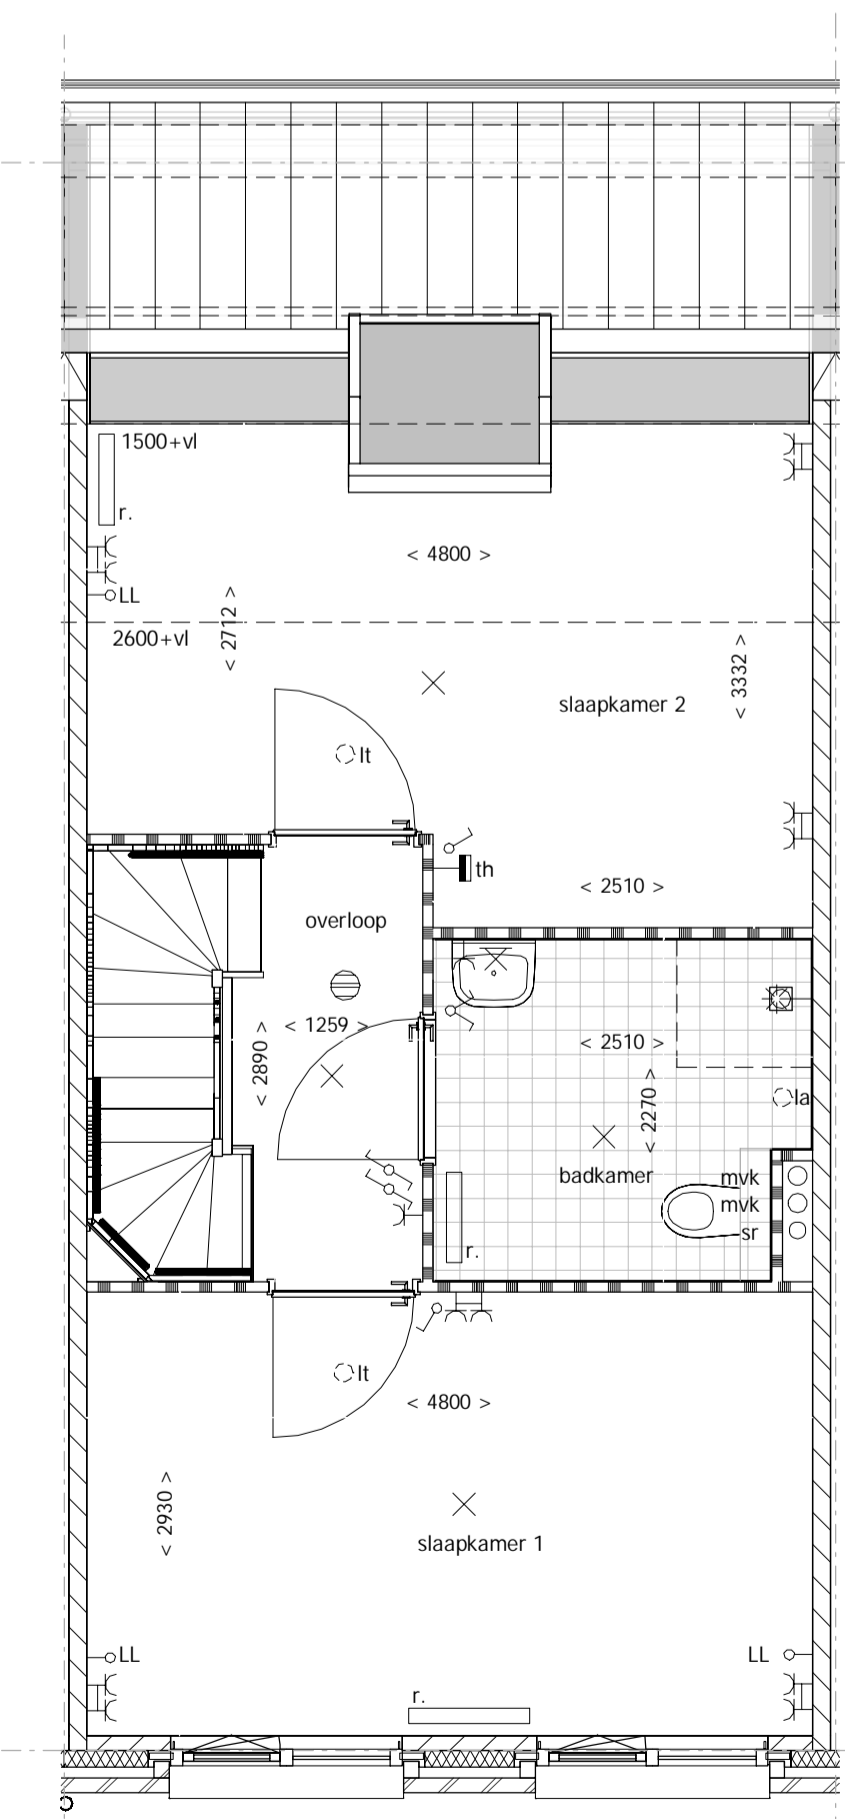 1500+vl
r.
< 4800 >
LL
2600+vl
< 2712 >
< 3332 >
slaapkamer 2
lt
th
< 2510 >
overloop
< 1259 >
< 2890 >
< 2510 >
la
< 2270 >
badkamer
mvk
mvk
sr
r.
lt
< 4800 >
< 2930 >
slaapkamer 1
LL
LL
r.